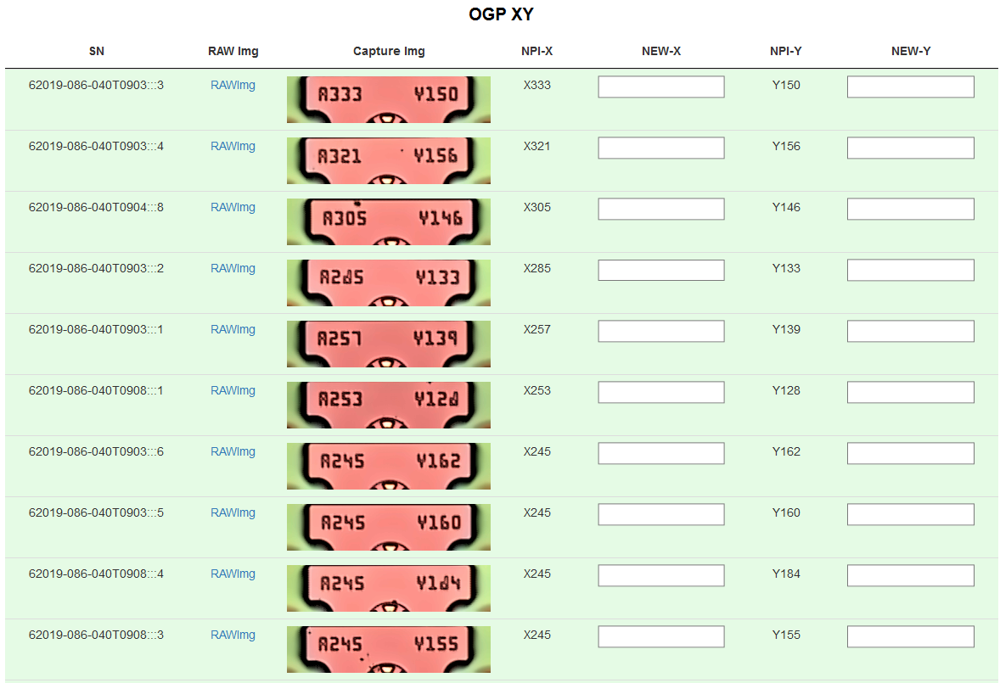 OGP XY
SN RAW Img Capture Img NPI-X NEW-X NPI-Y NEW-Y
62019-086-040T0903:::3 RAWImg A333 Y150 X333 Y150
62019-086-040T0903:::4 RAWImg A321 Y156 X321 Y156
62019-086-040T0904:::8 RAWImg A305 Y146 X305 Y146
62019-086-040T0903:::2 RAWImg A2d5 Y133 X285 Y133
62019-086-040T0903:::1 RAWImg A257 Y139 X257 Y139
62019-086-040T0908:::1 RAWImg A253 Y12d X253 Y128
62019-086-040T0903:::6 RAWImg A245 Y162 X245 Y162
62019-086-040T0903:::5 RAWImg A245 Y160 X245 Y160
62019-086-040T0908:::4 RAWImg A245 Y1d4 X245 Y184
62019-086-040T0908:::3 RAWImg A245 Y155 X245 Y155